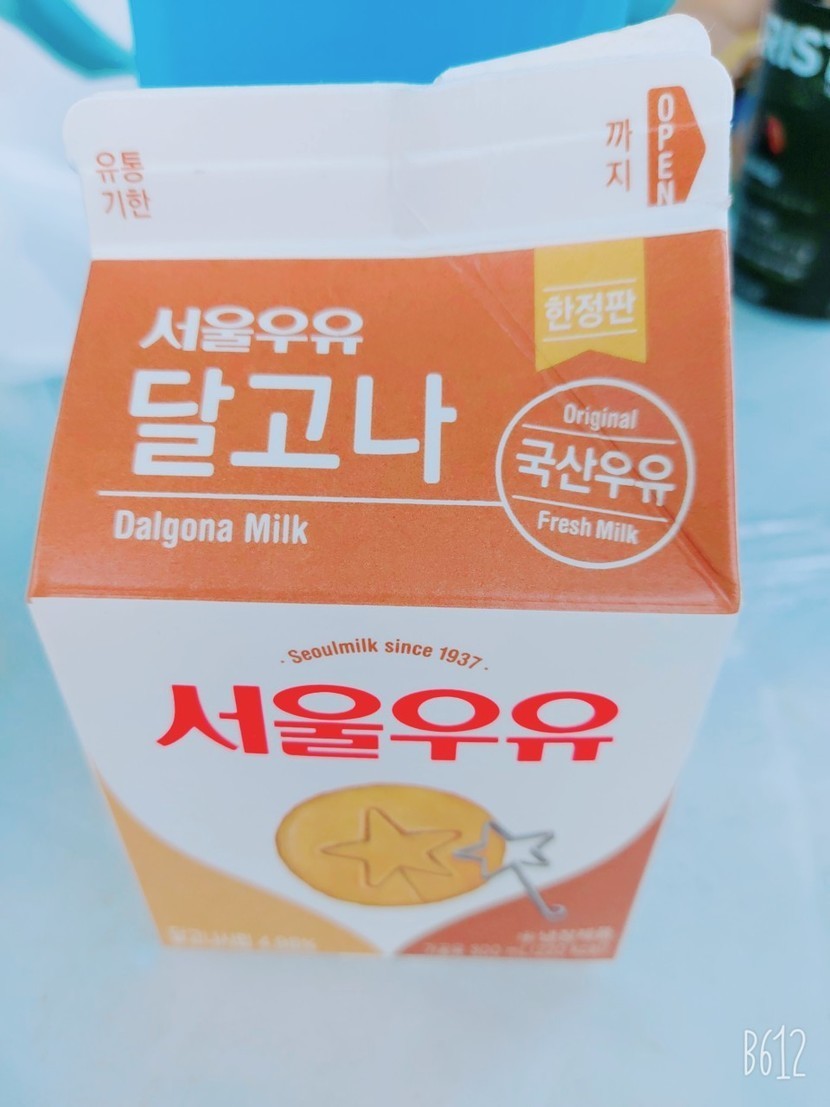 유통
기한
까
지
OPEN
한정판
서울우유
달고나
Dalgona Milk
Original
국산우유
Fresh Milk
· Seoulmilk since 1937 ·
서울우유
RIS
B612